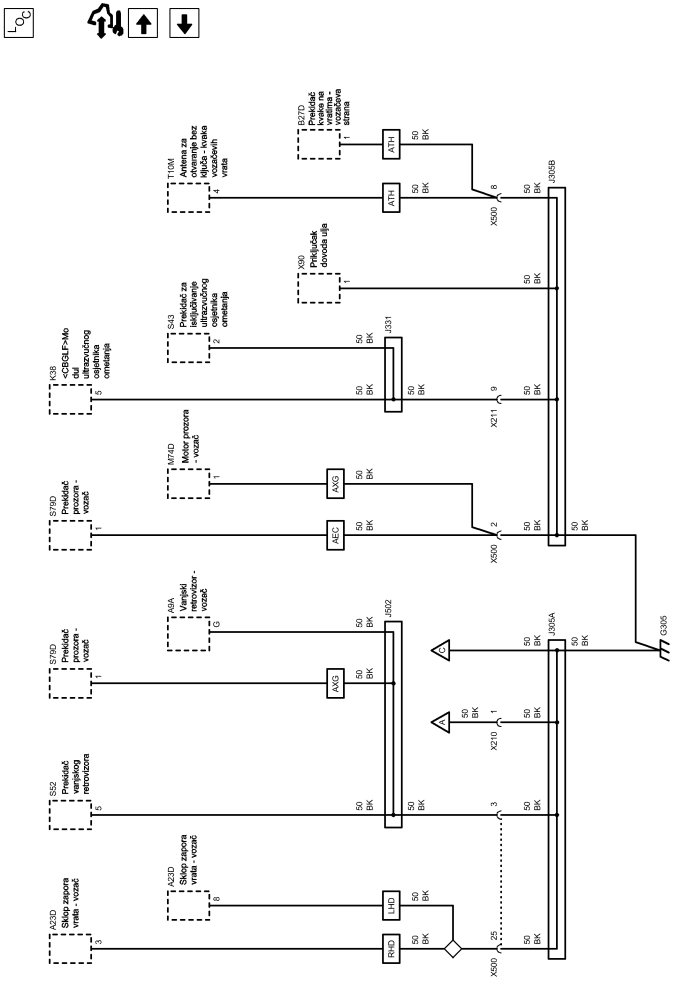 LOC
A23D
Sklop zapora
vrata - vozač
3
RHD
50
BK
25
X500
50
BK
A23D
Sklop zapora
vrata - vozač
8
LHD
50
BK
S52
Prekidač
vanjskog
retrovizora
5
50
BK
J502
50
BK
3
50
BK
S79D
Prekidač
prozora -
vozač
1
AXG
50
BK
A9A
Vanjski
retrovizor -
vozač
G
50
BK
A
50
BK
1
X210
50
BK
C
50
BK
J305A
50
BK
G305
S79D
Prekidač
prozora -
vozač
1
AEC
50
BK
2
X500
50
BK
50
BK
M74D
Motor prozora
- vozač
1
AXG
50
BK
K38
<CBGLF>Mo
dul
ultrazvučnog
osjetnika
ometanja
5
50
BK
S43
Prekidač za
isključivanje
ultrazvučnog
osjetnika
ometanja
2
50
BK
J331
50
BK
9
X211
50
BK
X90
Priključak
dovoda ulja
1
50
BK
T10M
Antena za
otvaranje bez
ključa - kvaka
vozačevih
vrata
4
ATH
50
BK
B27D
Prekidač
kvaka na
vratima -
vozačeva
strana
1
ATH
50
BK
8
X500
50
BK
J305B